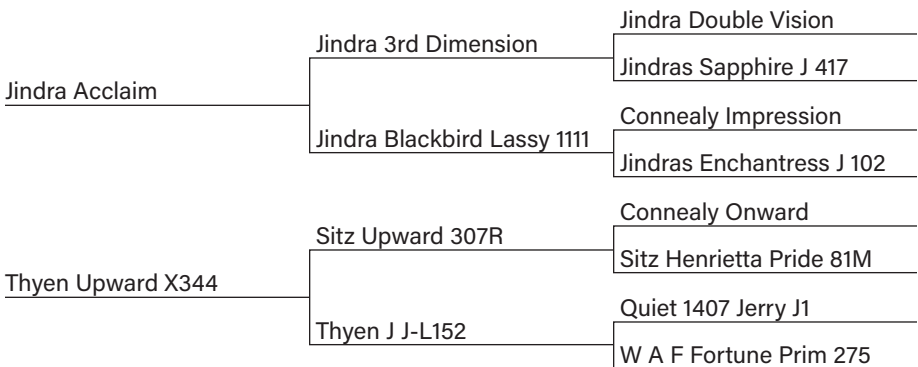 Jindra Double Vision
Jindra 3rd Dimension
Jindras Sapphire J 417
Jindra Acclaim
Connealy Impression
Jindra Blackbird Lassy 1111
Jindras Enchantress J 102
Connealy Onward
Sitz Upward 307R
Sitz Henrietta Pride 81M
Thyen Upward X344
Quiet 1407 Jerry J1
Thyen J J-L152
W A F Fortune Prim 275